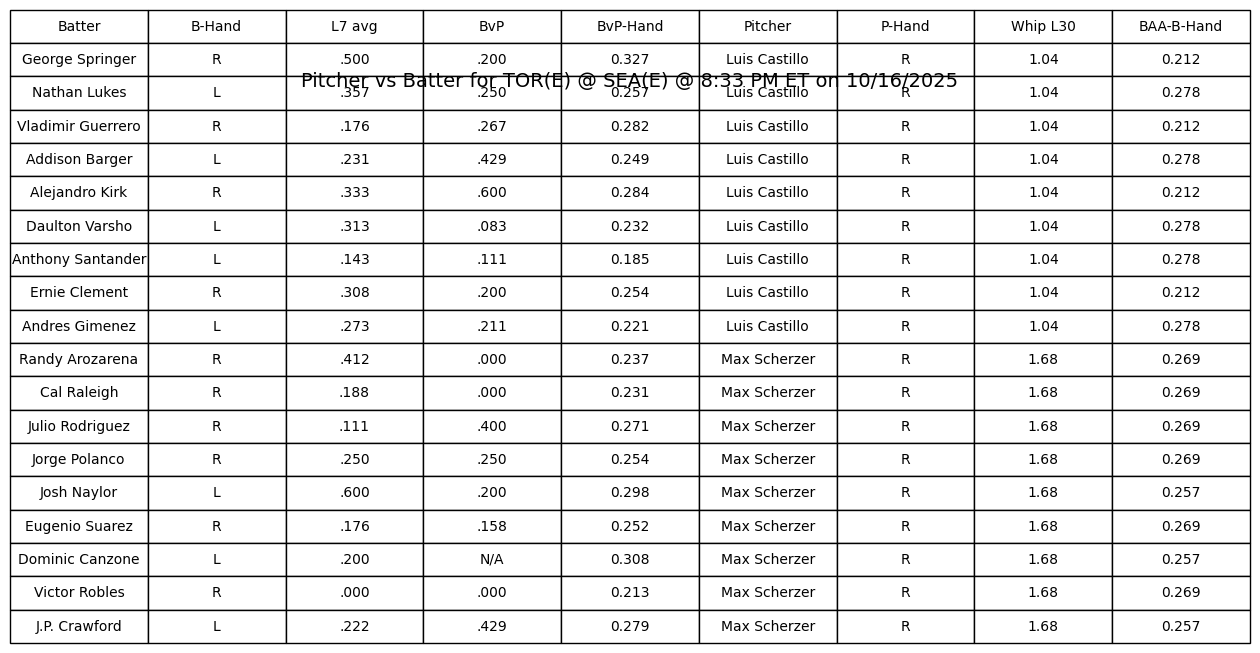 Batter B-Hand L7 avg BvP BvP-Hand Pitcher P-Hand Whip L30 BAA-B-Hand
George Springer R .500 .200 0.327 Luis Castillo R 1.04 0.212
Pitcher vs Batter for TOR(E) @ SEA(E) @ 8:33 PM ET on 10/16/2025
Nathan Lukes L .357 .250 0.257 Luis Castillo R 1.04 0.278
Vladimir Guerrero R .176 .267 0.282 Luis Castillo R 1.04 0.212
Addison Barger L .231 .429 0.249 Luis Castillo R 1.04 0.278
Alejandro Kirk R .333 .600 0.284 Luis Castillo R 1.04 0.212
Daulton Varsho L .313 .083 0.232 Luis Castillo R 1.04 0.278
Anthony Santander L .143 .111 0.185 Luis Castillo R 1.04 0.278
Ernie Clement R .308 .200 0.254 Luis Castillo R 1.04 0.212
Andres Gimenez L .273 .211 0.221 Luis Castillo R 1.04 0.278
Randy Arozarena R .412 .000 0.237 Max Scherzer R 1.68 0.269
Cal Raleigh R .188 .000 0.231 Max Scherzer R 1.68 0.269
Julio Rodriguez R .111 .400 0.271 Max Scherzer R 1.68 0.269
Jorge Polanco R .250 .250 0.254 Max Scherzer R 1.68 0.269
Josh Naylor L .600 .200 0.298 Max Scherzer R 1.68 0.257
Eugenio Suarez R .176 .158 0.252 Max Scherzer R 1.68 0.269
Dominic Canzone L .200 N/A 0.308 Max Scherzer R 1.68 0.257
Victor Robles R .000 .000 0.213 Max Scherzer R 1.68 0.269
J.P. Crawford L .222 .429 0.279 Max Scherzer R 1.68 0.257